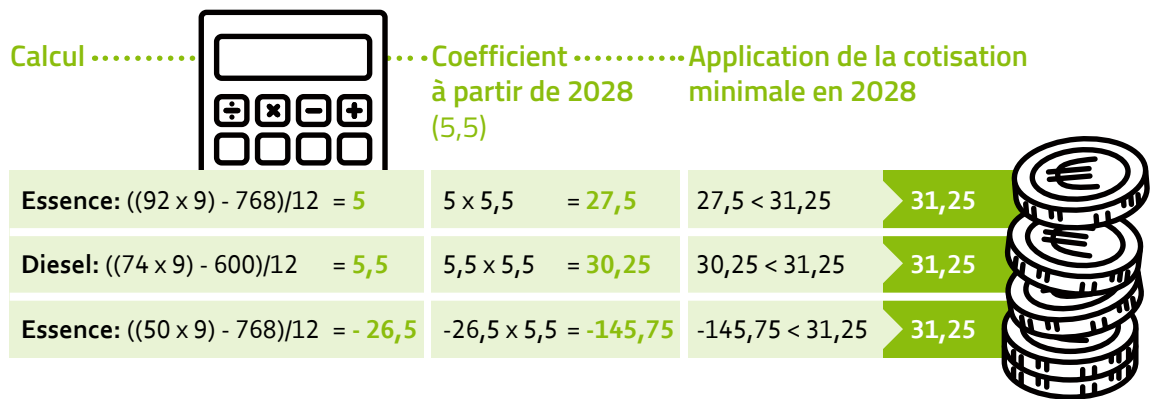 Calcul
Coefficient
à partir de 2028
(5,5)
Application de la cotisation
minimale en 2028
÷ × − +
Essence: ((92 x 9) - 768)/12 = 5 5 x 5,5 = 27,5 27,5 < 31,25 31,25
Diesel: ((74 x 9) - 600)/12 = 5,5 5,5 x 5,5 = 30,25 30,25 < 31,25 31,25
Essence: ((50 x 9) - 768)/12 = - 26,5 -26,5 x 5,5 = -145,75 -145,75 < 31,25 31,25